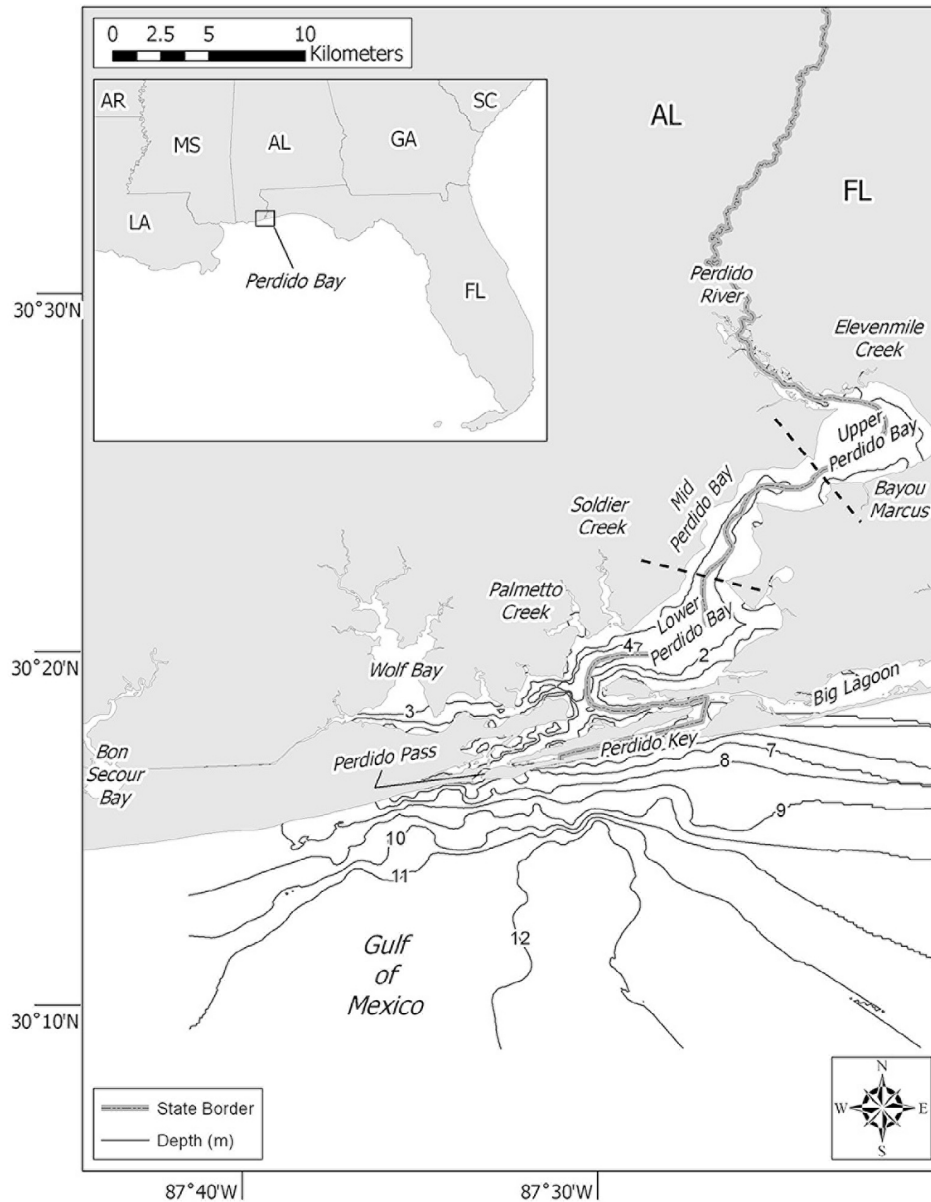 0 2.5 5 10
Kilometers
AR
MS
AL
GA
SC
LA
FL
Perdido Bay
AL
FL
30°30'N
30°20'N
30°10'N
87°40'W
87°30'W
Perdido
River
Elevenmile
Creek
Upper
Perdido Bay
Bayou
Marcus
Mid
Perdido Bay
Soldier
Creek
Palmetto
Creek
Lower
Perdido Bay
Wolf Bay
Big Lagoon
Bon
Secour
Bay
Perdido Pass
Perdido Key
4
2
3
7
7
8
9
10
11
12
Gulf
of
Mexico
State Border
Depth (m)
N
W
E
S